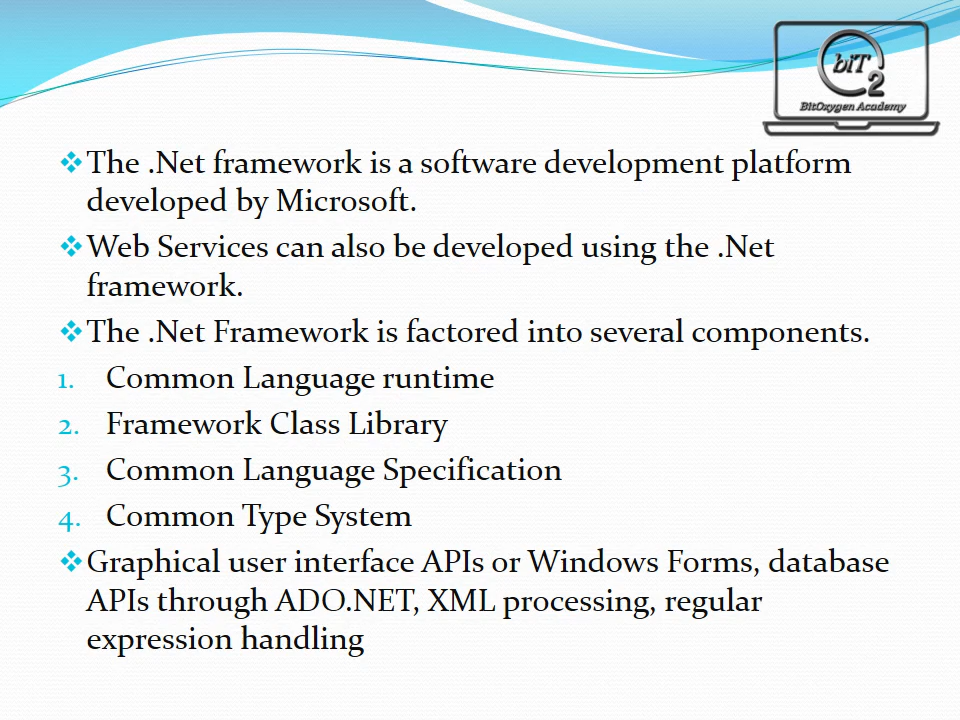 biT
2
BitOxygen Academy
❖The .Net framework is a software development platform
developed by Microsoft.
❖Web Services can also be developed using the .Net
framework.
❖The .Net Framework is factored into several components.
1. Common Language runtime
2. Framework Class Library
3. Common Language Specification
4. Common Type System
❖Graphical user interface APIs or Windows Forms, database
APIs through ADO.NET, XML processing, regular
expression handling